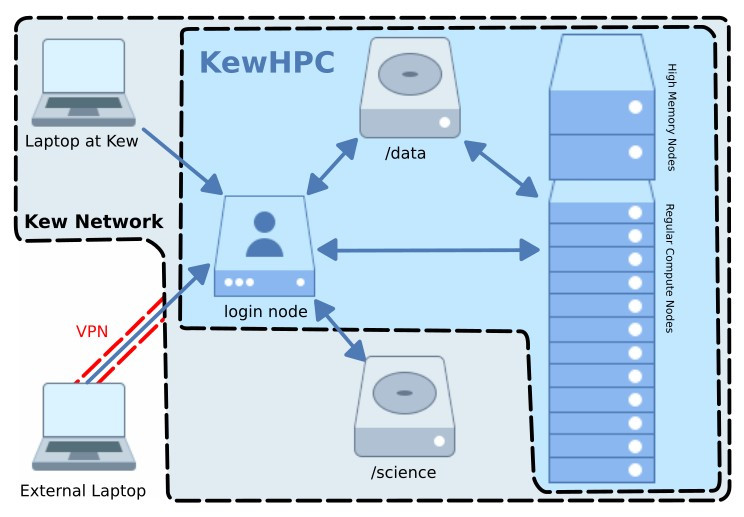 KewHPC
Laptop at Kew
/data
High Memory Nodes
Kew Network
Regular Compute Nodes
login node
VPN
/science
External Laptop